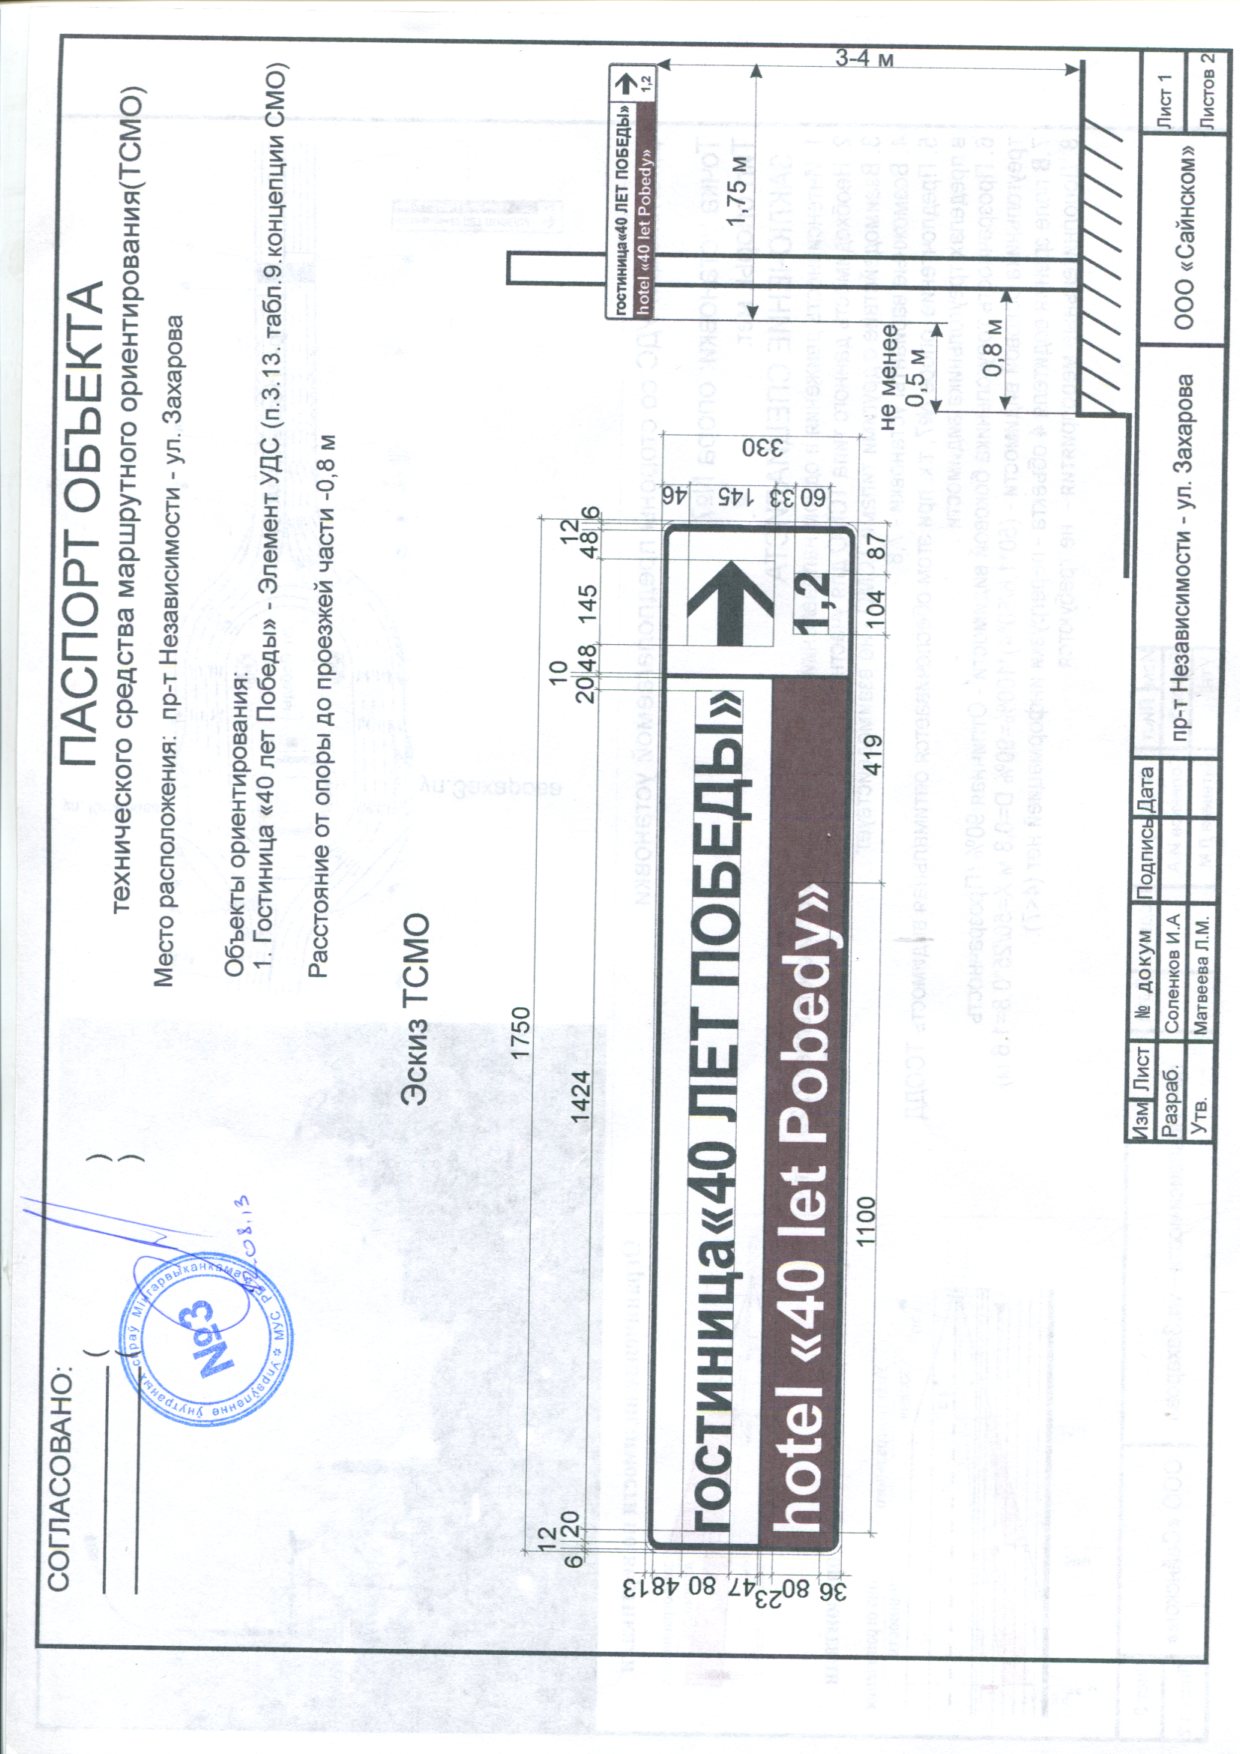 СОГЛАСОВАНО:
( )
( )
Упраўленне ўнутраных спраў Мінгарвыканкама ✡ МУС
№3
08.13
ПАСПОРТ ОБЪЕКТА
технического средства маршрутного ориентирования(ТСМО)
Место расположения: пр-т Независимости - ул. Захарова
Объекты ориентирования:
1. Гостиница «40 лет Победы» - Элемент УДС (п.3.13. табл.9.концепции СМО)
Расстояние от опоры до проезжей части -0,8 м
Эскиз ТСМО
1750
12 20 1424 10 48 145 48 12
6 20 6
ГОСТИНИЦА«40 ЛЕТ ПОБЕДЫ»
hotel «40 let Pobedy»
1,2
13 48 80 47 23 80 36
46 145 33 60
330
1100 419 104 87
гостиница«40 ЛЕТ ПОБЕДЫ»
hotel «40 let Pobedy»
1,2
1,75 м
3-4 м
не менее
0,5 м
0,8 м
Изм Лист № докум Подпись Дата
Разраб. Соленков И.А
Утв. Матвеева Л.М.
пр-т Независимости - ул. Захарова
ООО «Сайнском»
Лист 1
Листов 2